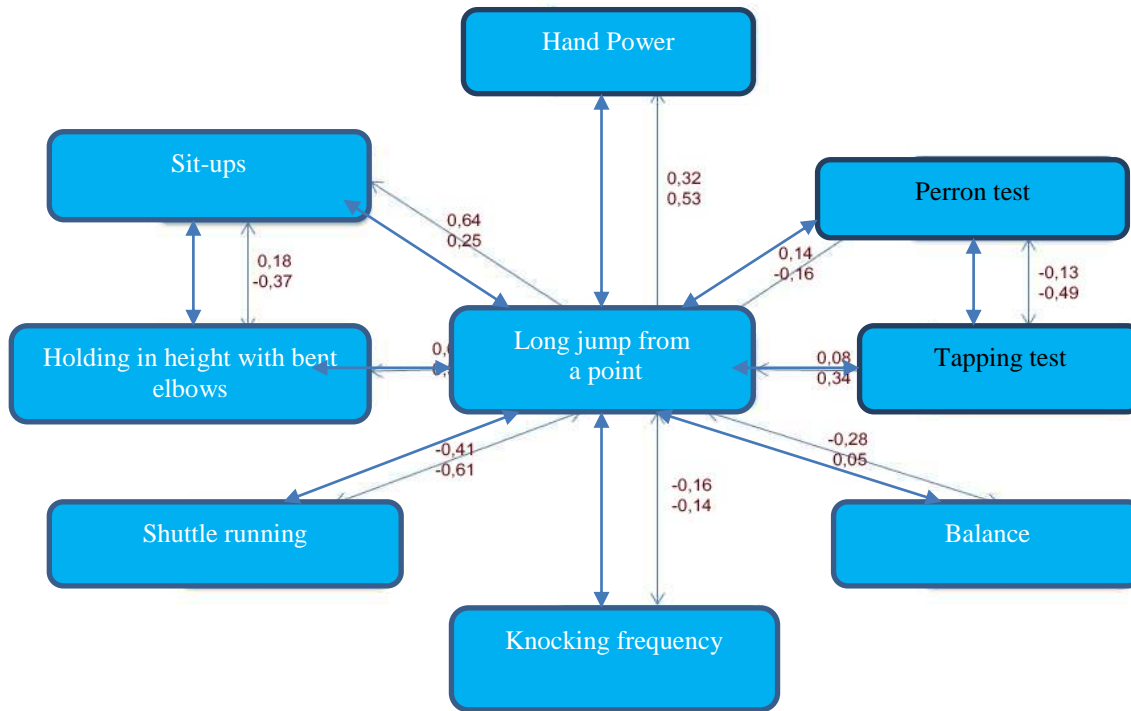 Hand Power
Sit-ups
0,32
0,53
Perron test
0,64
0,25
0,14
-0,16
0,18
-0,37
-0,13
-0,49
Holding in height with bent
elbows
Long jump from
a point
0,08
0,34
Tapping test
-0,41
-0,61
-0,28
0,05
-0,16
-0,14
Shuttle running
Balance
Knocking frequency